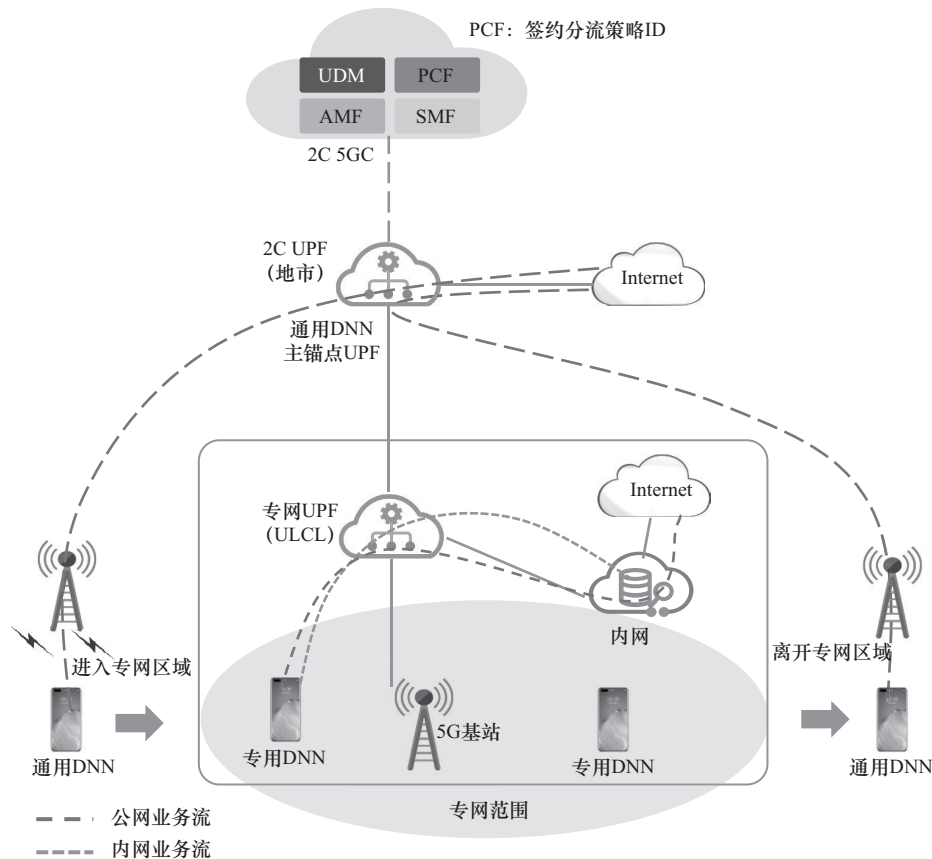 PCF：签约分流策略ID
UDM
PCF
AMF
SMF
2C 5GC
2C UPF
（地市）
Internet
通用DNN
主锚点UPF
专网UPF
（ULCL）
Internet
内网
进入专网区域
离开专网区域
5G基站
通用DNN
专用DNN
专用DNN
通用DNN
专网范围
公网业务流
内网业务流